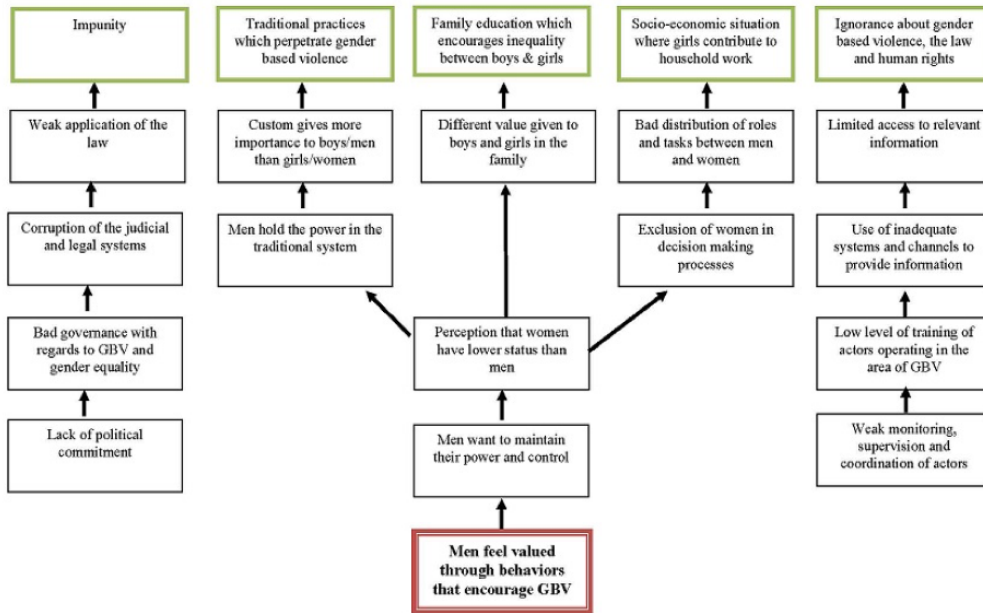 Impunity
Traditional practices
which perpetrate gender
based violence
Family education which
encourages inequality
between boys & girls
Socio-economic situation
where girls contribute to
household work
Ignorance about gender
based violence, the law
and human rights
Weak application of the
law
Custom gives more
importance to boys/men
than girls/women
Different value given to
boys and girls in the
family
Bad distribution of roles
and tasks between men
and women
Limited access to relevant
information
Corruption of the judicial
and legal systems
Men hold the power in the
traditional system
Exclusion of women in
decision making
processes
Use of inadequate
systems and channels to
provide information
Bad governance with
regards to GBV and
gender equality
Perception that women
have lower status than
men
Low level of training of
actors operating in the
area of GBV
Lack of political
commitment
Men want to maintain
their power and control
Weak monitoring,
supervision and
coordination of actors
Men feel valued
through behaviors
that encourage GBV